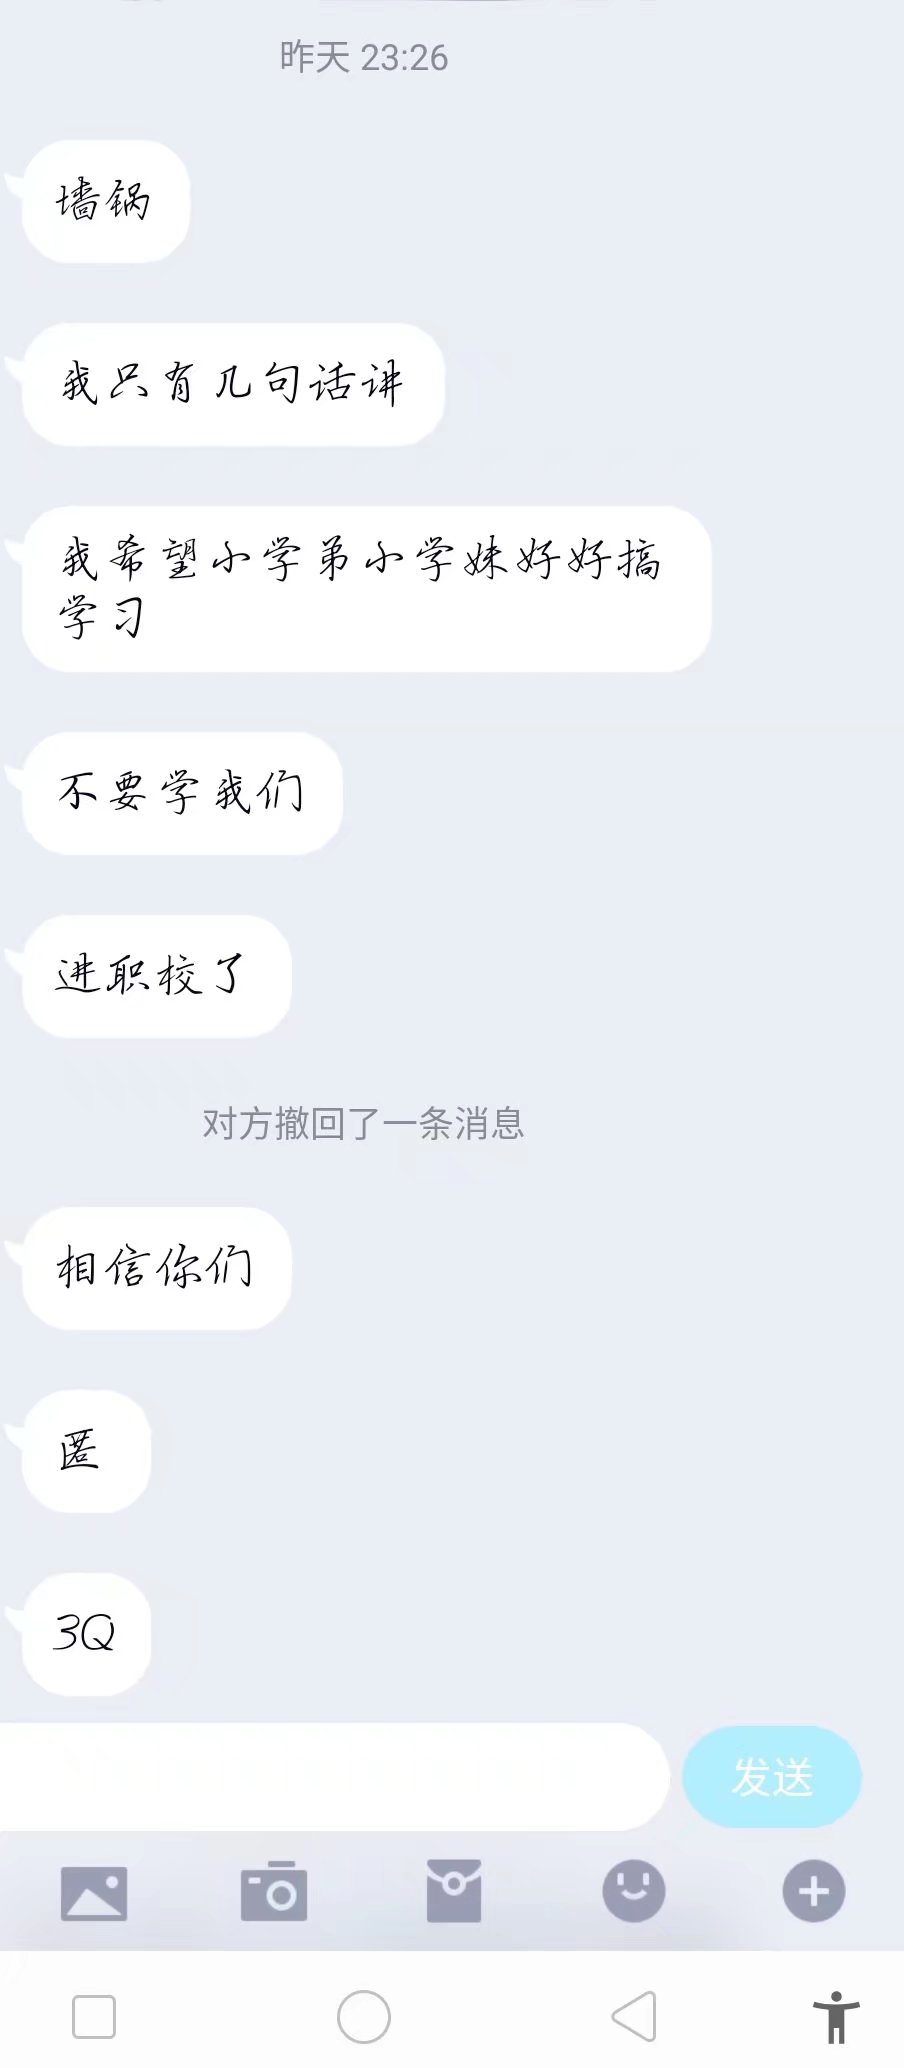 昨天 23:26
墙锅
我只有几句话讲
我希望小学弟小学妹好好搞
学习
不要学我们
进职校了
对方撤回了一条消息
相信你们
匿
3Q
发送